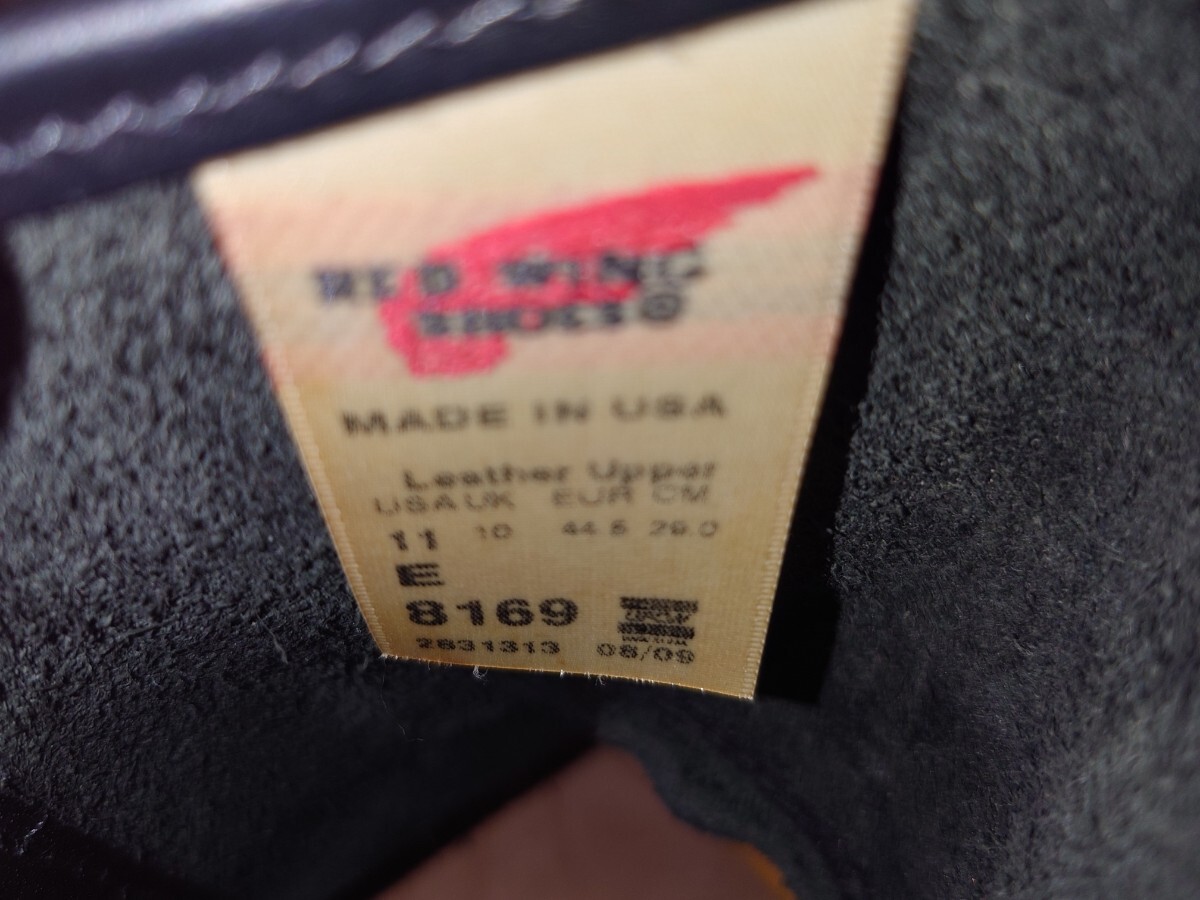 RED WING
SHOES®
MADE IN USA
Leather Upper
USA UK EUR CM
11 10 44.5 29.0
E
8169
2631313 08/09